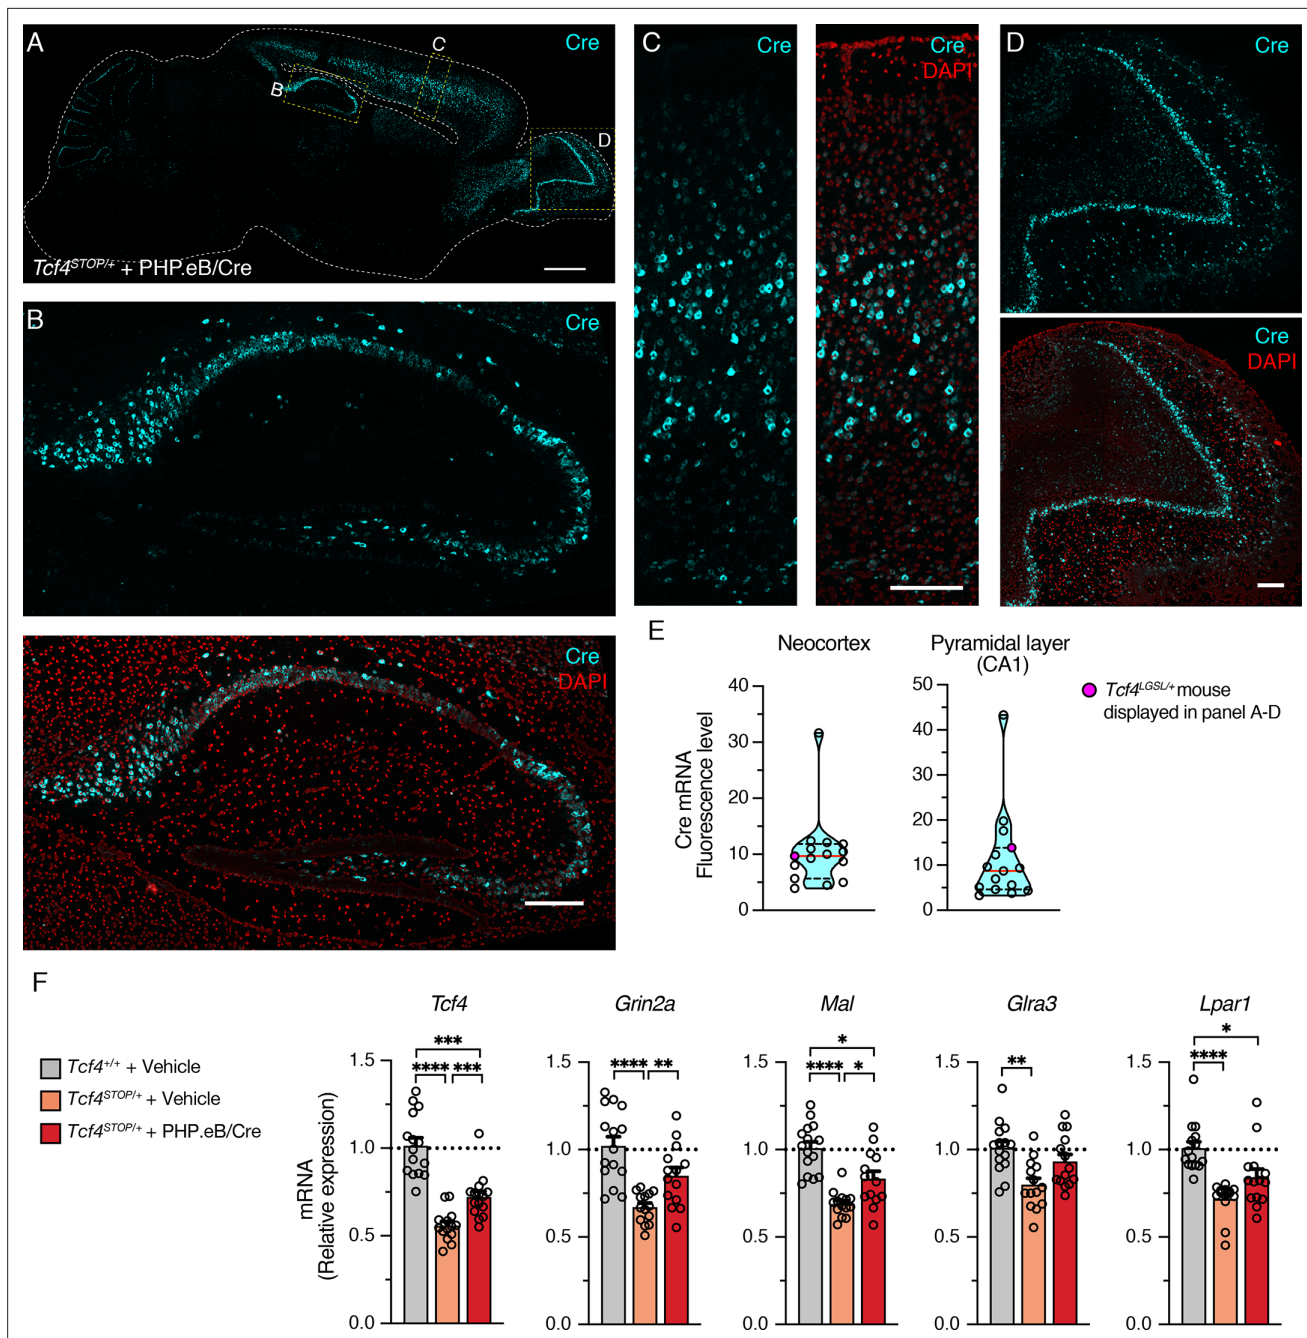 A
Cre
C
B
D
Tcf4STOP/+ + PHP.eB/Cre
B
Cre
Cre
DAPI
C
Cre
Cre
DAPI
D
Cre
Cre
DAPI
E
Neocortex
Pyramidal layer
(CA1)
Tcf4LGSL/+ mouse
displayed in panel A-D
Cre mRNA
Fluorescence level
40
30
20
10
0
50
40
30
20
10
0
F
Tcf4+/+ + Vehicle
Tcf4STOP/+ + Vehicle
Tcf4STOP/+ + PHP.eB/Cre
mRNA
(Relative expression)
Tcf4
***
**** ***
1.5
1.0
0.5
0.0
Grin2a
**** **
1.5
1.0
0.5
0.0
Mal
*
**** *
1.5
1.0
0.5
0.0
Glra3
**
1.5
1.0
0.5
0.0
Lpar1
*
****
1.5
1.0
0.5
0.0